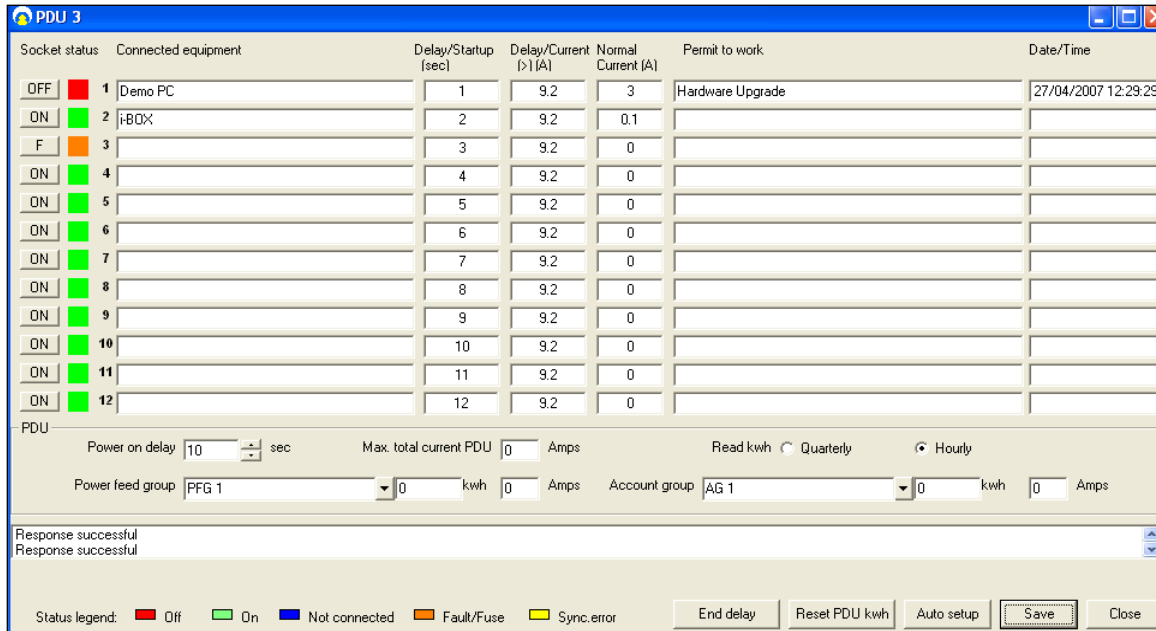 PDU 3
Socket status Connected equipment Delay/Startup (sec) Delay/Current (>) (A) Normal Current (A) Permit to work Date/Time
OFF 1 Demo PC 1 9.2 3 Hardware Upgrade 27/04/2007 12:29:29
ON 2 i-BOX 2 9.2 0.1
F 3 3 9.2 0
ON 4 4 9.2 0
ON 5 5 9.2 0
ON 6 6 9.2 0
ON 7 7 9.2 0
ON 8 8 9.2 0
ON 9 9 9.2 0
ON 10 10 9.2 0
ON 11 11 9.2 0
ON 12 12 9.2 0
PDU
Power on delay 10 sec Max. total current PDU 0 Amps Read kwh Quarterly Hourly
Power feed group PFG 1 0 kwh 0 Amps Account group AG 1 0 kwh 0 Amps
Response successful
Response successful
Status legend: Off On Not connected Fault/Fuse Sync.error End delay Reset PDU kwh Auto setup Save Close